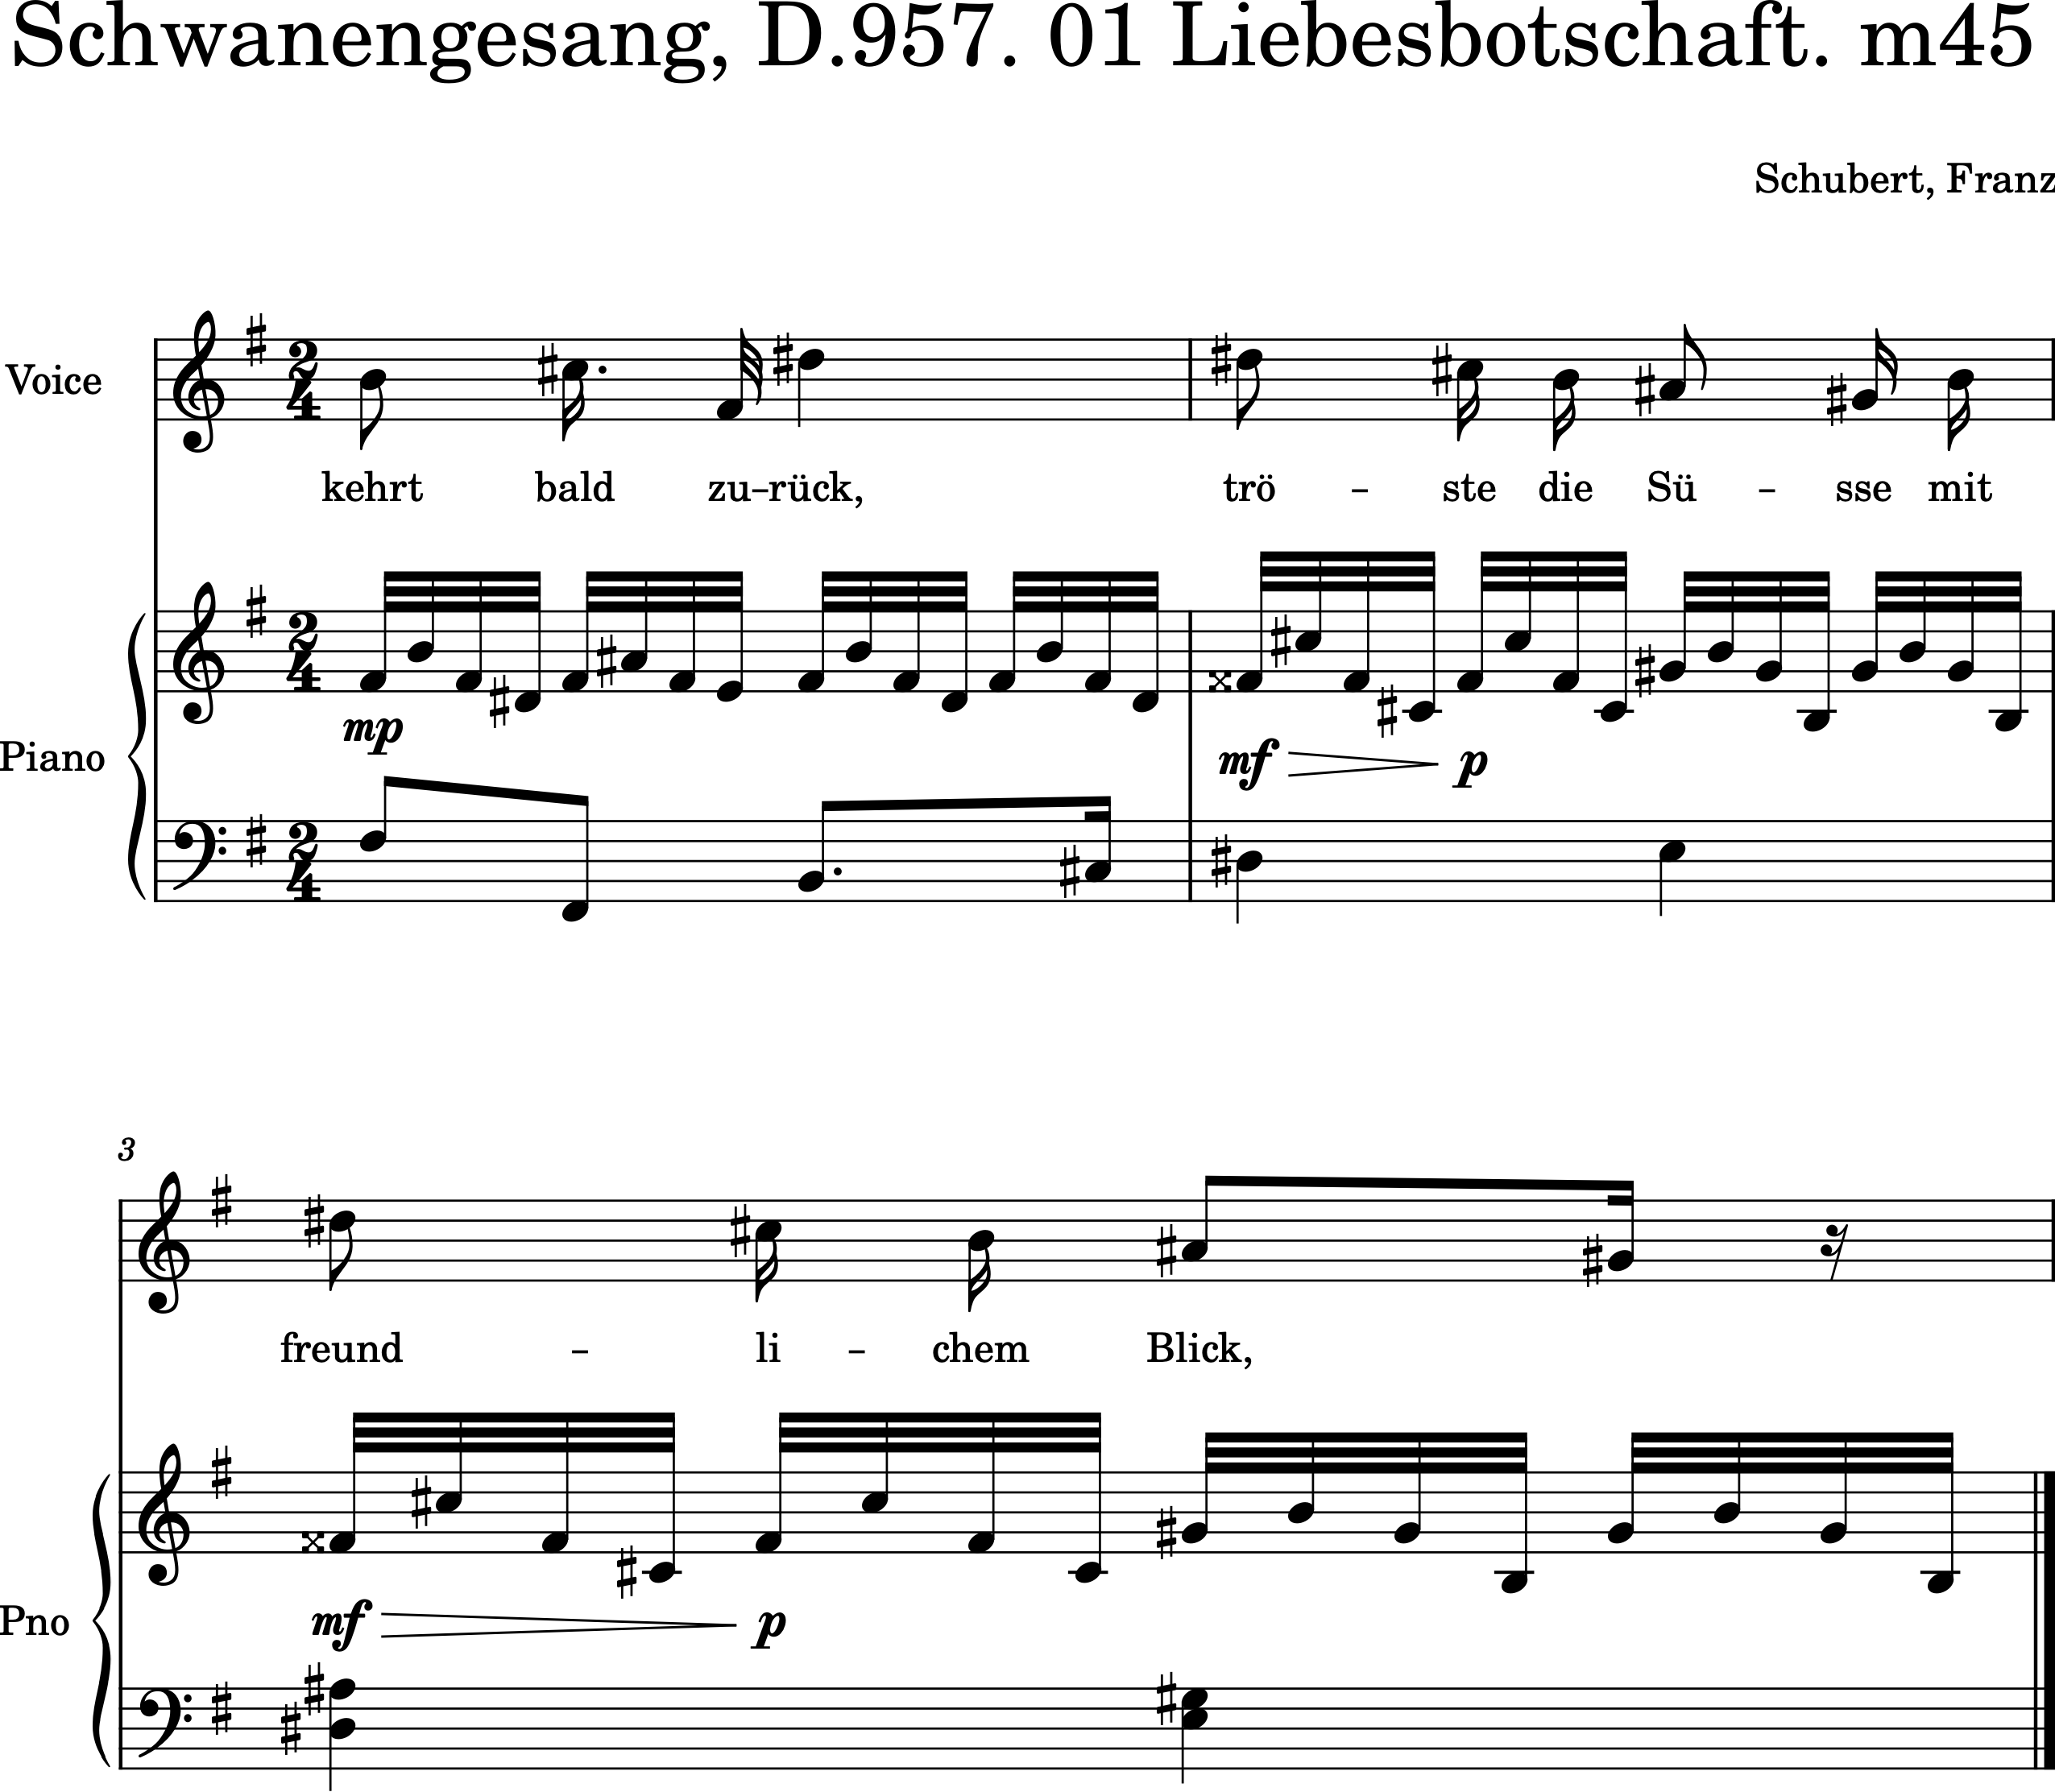 Schwanengesang, D.957. 01 Liebesbotschaft. m45
Schubert, Franz
Voice
kehrt bald zu–rück, trö – ste die Sü – sse mit
mp
Piano
mf p
3
freund – li – chem Blick,
mf p
Pno